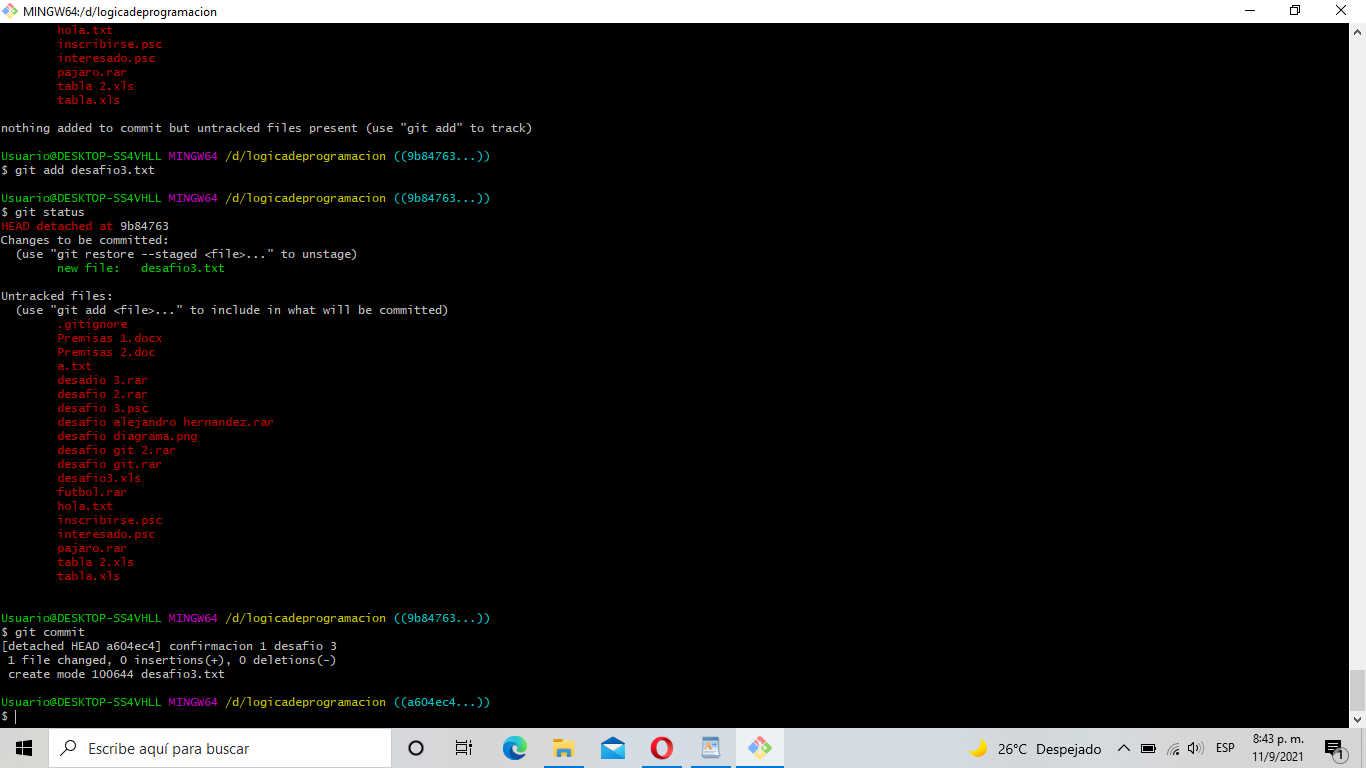 MINGW64:/d/logicadeprogramacion
hola.txt
inscribirse.psc
interesado.psc
pajaro.rar
tabla 2.xls
tabla.xls
nothing added to commit but untracked files present (use "git add" to track)
Usuario@DESKTOP-SS4VHLL MINGW64 /d/logicadeprogramacion ((9b84763...))
$ git add desafio3.txt
Usuario@DESKTOP-SS4VHLL MINGW64 /d/logicadeprogramacion ((9b84763...))
$ git status
HEAD detached at 9b84763
Changes to be committed:
(use "git restore --staged <file>..." to unstage)
new file:   desafio3.txt
Untracked files:
(use "git add <file>..." to include in what will be committed)
.gitignore
Premisas 1.docx
Premisas 2.doc
a.txt
desadio 3.rar
desafio 2.rar
desafio 3.psc
desafio alejandro hernandez.rar
desafio diagrama.png
desafio git 2.rar
desafio git.rar
desafio3.xls
futbol.rar
hola.txt
inscribirse.psc
interesado.psc
pajaro.rar
tabla 2.xls
tabla.xls
Usuario@DESKTOP-SS4VHLL MINGW64 /d/logicadeprogramacion ((9b84763...))
$ git commit
[detached HEAD a604ec4] confirmacion 1 desafio 3
1 file changed, 0 insertions(+), 0 deletions(-)
create mode 100644 desafio3.txt
Usuario@DESKTOP-SS4VHLL MINGW64 /d/logicadeprogramacion ((a604ec4...))
$
Escribe aquí para buscar
26°C Despejado
ESP
8:43 p. m.
11/9/2021
1